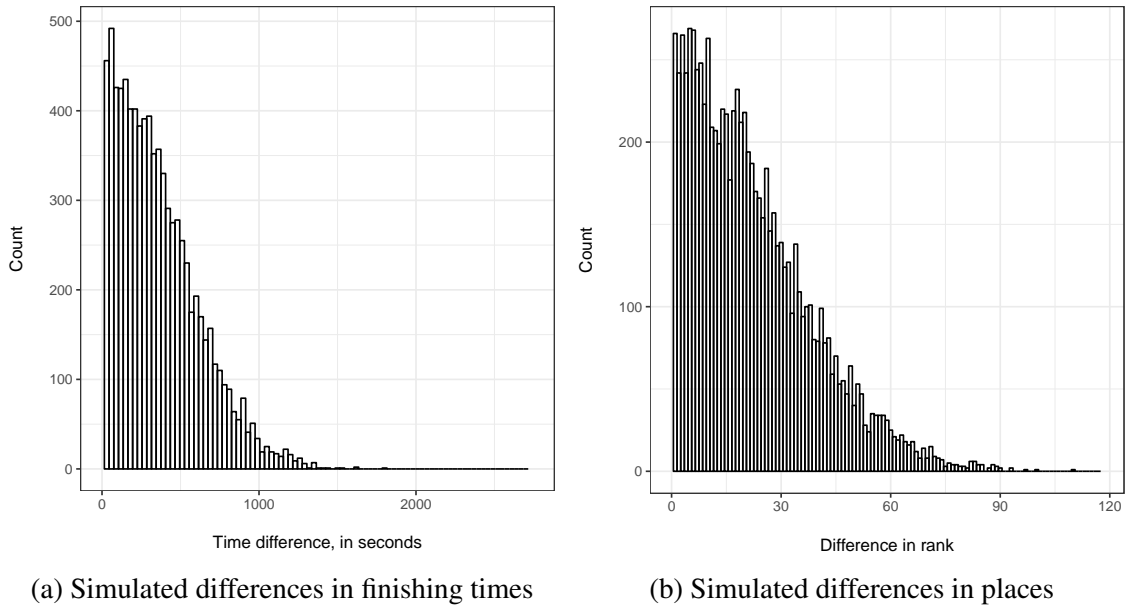 500
400
300
200
100
0
Count
0 1000 2000
Time difference, in seconds
(a) Simulated differences in finishing times
200
100
0
Count
0 30 60 90 120
Difference in rank
(b) Simulated differences in places